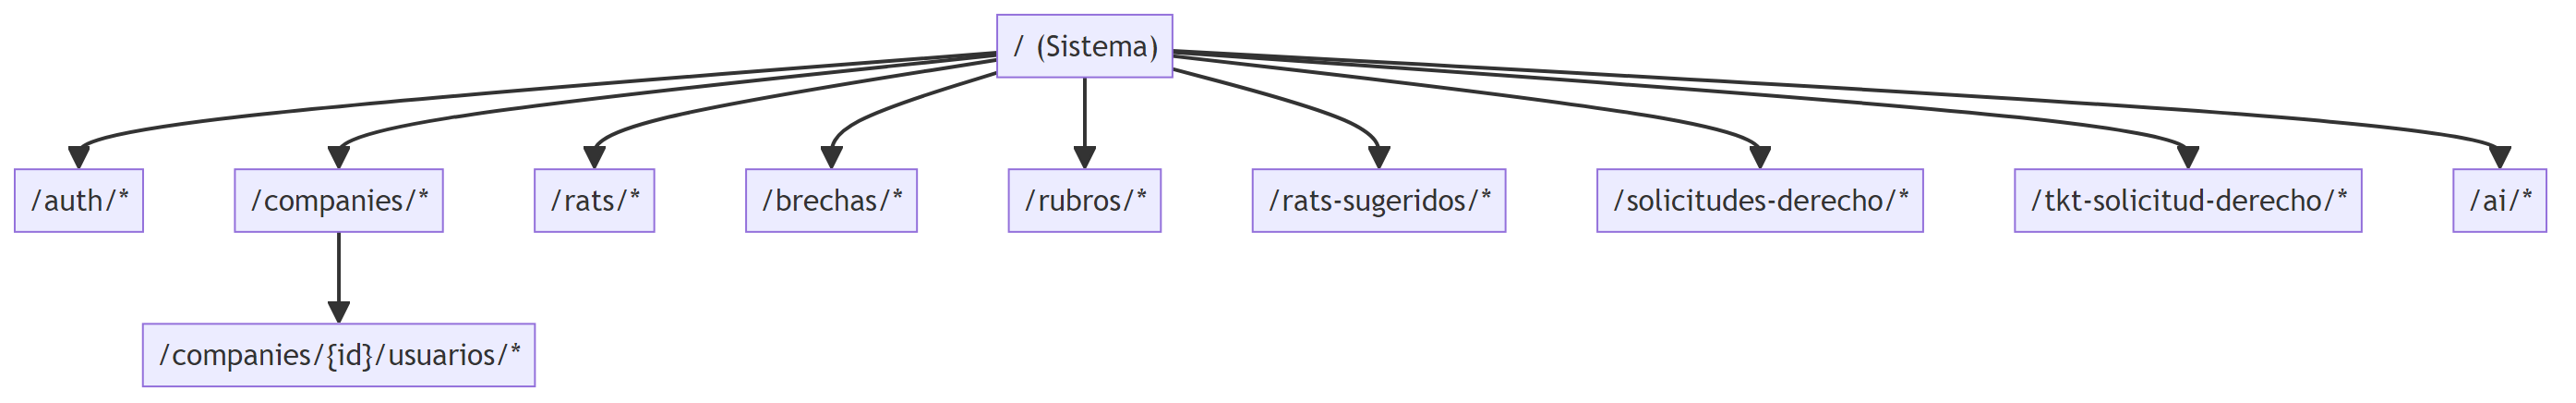 / (Sistema)
/auth/*
/companies/*
/rats/*
/brechas/*
/rubros/*
/rats-sugeridos/*
/solicitudes-derecho/*
/tkt-solicitud-derecho/*
/ai/*
/companies/{id}/usuarios/*